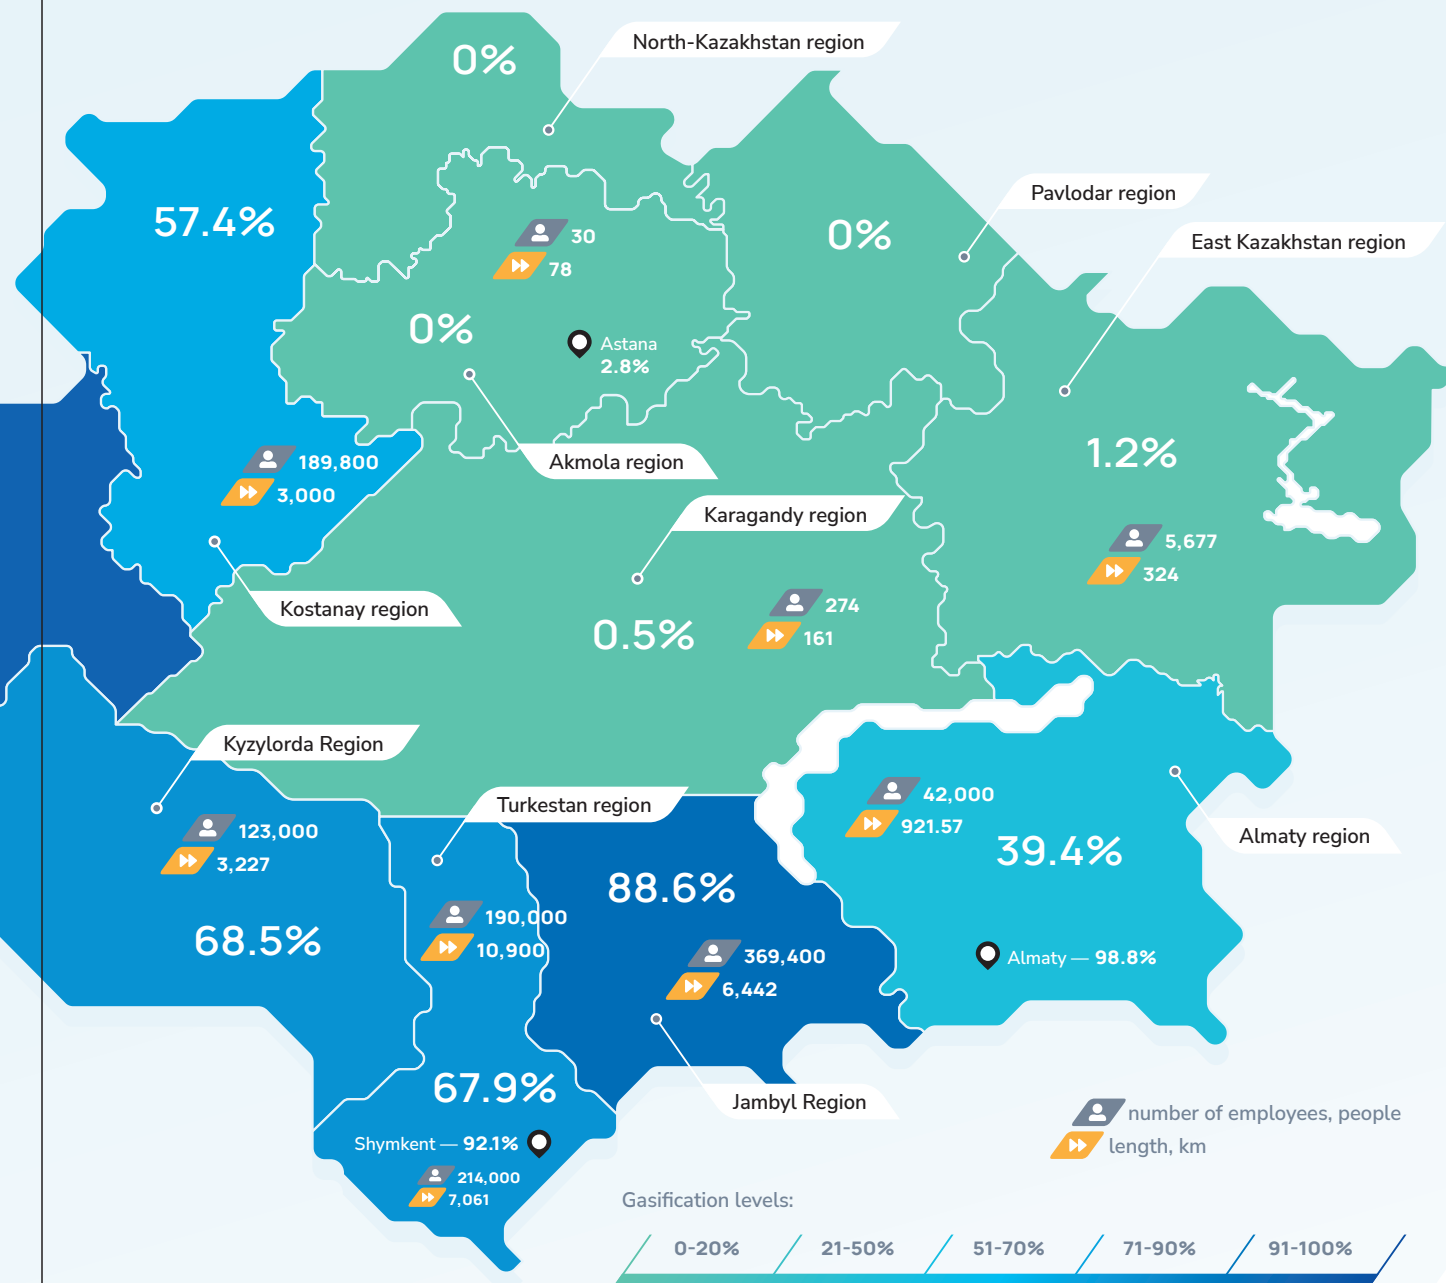 0%
North-Kazakhstan region
57.4%
Pavlodar region
0%
East Kazakhstan region
30
78
0%
Astana
2.8%
189,800
3,000
Akmola region
1.2%
Karagandy region
5,677
324
Kostanay region
0.5%
274
161
Kyzylorda Region
Turkestan region
123,000
3,227
42,000
921.57
39.4%
Almaty region
88.6%
68.5%
190,000
10,900
369,400
6,442
Almaty — 98.8%
67.9%
Jambyl Region
Shymkent — 92.1%
214,000
7,061
number of employees, people
length, km
Gasification levels:
0-20%
21-50%
51-70%
71-90%
91-100%